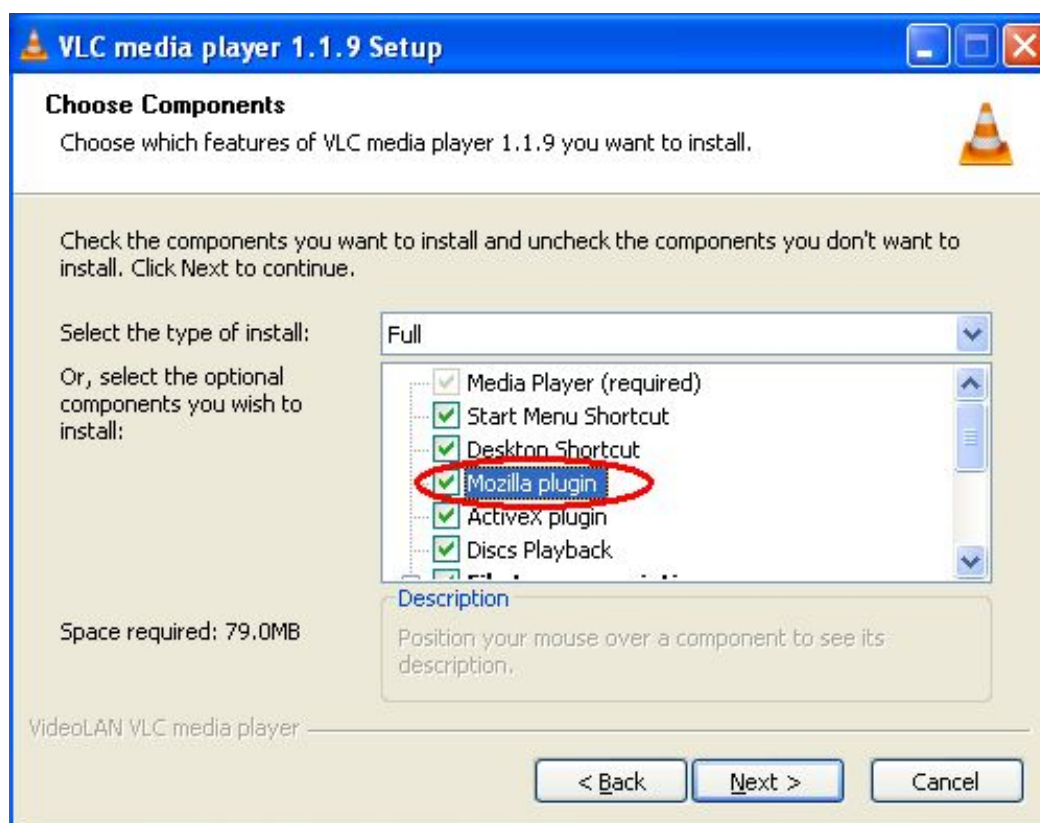 VLC media player 1.1.9 Setup
Choose Components
Choose which features of VLC media player 1.1.9 you want to install.
Check the components you want to install and uncheck the components you don't want to
install. Click Next to continue.
Select the type of install:
Full
Or, select the optional
components you wish to
install:
Media Player (required)
Start Menu Shortcut
Desktop Shortcut
Mozilla plugin
ActiveX plugin
Discs Playback
Space required: 79.0MB
Description
Position your mouse over a component to see its
description.
VideoLAN VLC media player
< Back
Next >
Cancel